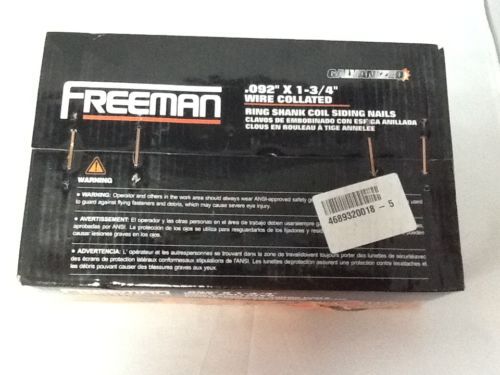 GALVANIZED
FREEMAN
.092" X 1-3/4"
WIRE COLLATED
RING SHANK COIL SIDING NAILS
CLAVOS DE EMBOBINADO CON ESPIGA ANILLADA
CLOUS EN ROULEAU À TIGE ANNELÉE
WARNING
• WARNING: Operator and others in the work area should always wear ANSI-approved safety used
to guard against flying fasteners and debris, which may cause severe eye injury.
• AVERTISSEMENT: El operador y las otras personas en el área de trabajo deben usar
aprobadas por ANSI. La protección de los ojos se utiliza para resguardarlos de los fijadores y pueden
causar lesiones graves en los ojos.
• ADVERTENCIA: L' opérateur et les autres personnes se trouvant dans la zone de travail doivent toujours porter des lunettes de sécurité avec
des écrans de protection latéraux conformes aux stipulations de l'ANSI. Les lunettes de protection assurent une protection contre les attaches et
les débris pouvant causer des blessures graves aux yeux.
4689320018 - 5